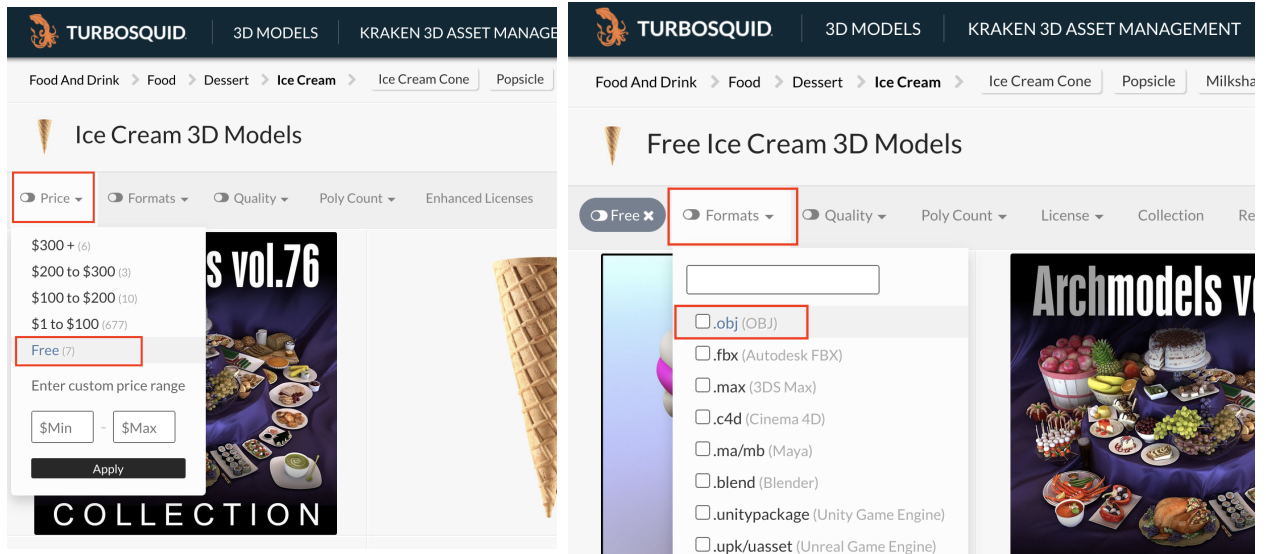 TURBOSQUID
3D MODELS
KRAKEN 3D ASSET MANAGE
Food And Drink
Food
Dessert
Ice Cream
Ice Cream Cone
Popsicle
Ice Cream 3D Models
Price
Formats
Quality
Poly Count
Enhanced Licenses
$300 + (6)
$200 to $300 (3)
$100 to $200 (10)
$1 to $100 (677)
Free (7)
Enter custom price range
$Min - $Max
Apply
s vol.76
COLLECTION
TURBOSQUID
3D MODELS
KRAKEN 3D ASSET MANAGEMENT
Food And Drink
Food
Dessert
Ice Cream
Ice Cream Cone
Popsicle
Milksha
Free Ice Cream 3D Models
Free
Formats
Quality
Poly Count
License
Collection
Re
.obj (OBJ)
.fbx (Autodesk FBX)
.max (3DS Max)
.c4d (Cinema 4D)
.ma/mb (Maya)
.blend (Blender)
.unitypackage (Unity Game Engine)
.upk/uasset (Unreal Game Engine)
Archmodels v